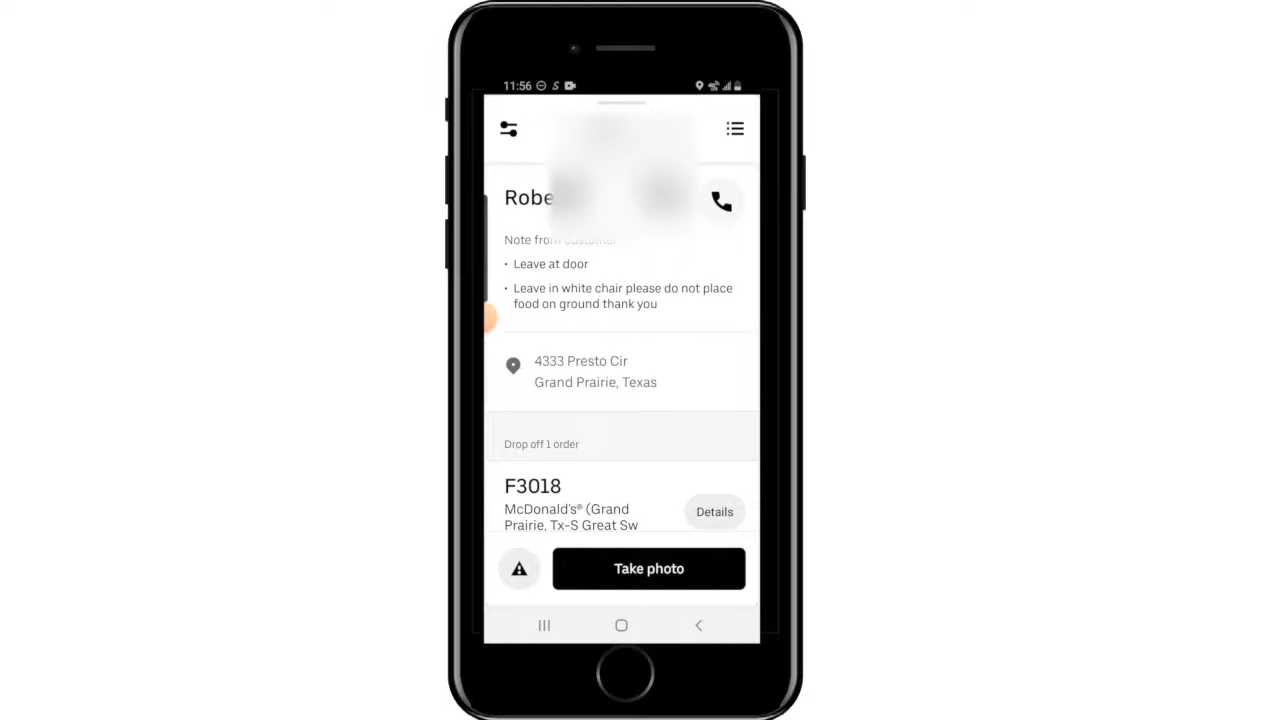 11:56
Robe
Note from customer
• Leave at door
• Leave in white chair please do not place
food on ground thank you
4333 Presto Cir
Grand Prairie, Texas
Drop off 1 order
F3018
McDonald's® (Grand
Prairie, Tx-S Great Sw
Details
Take photo